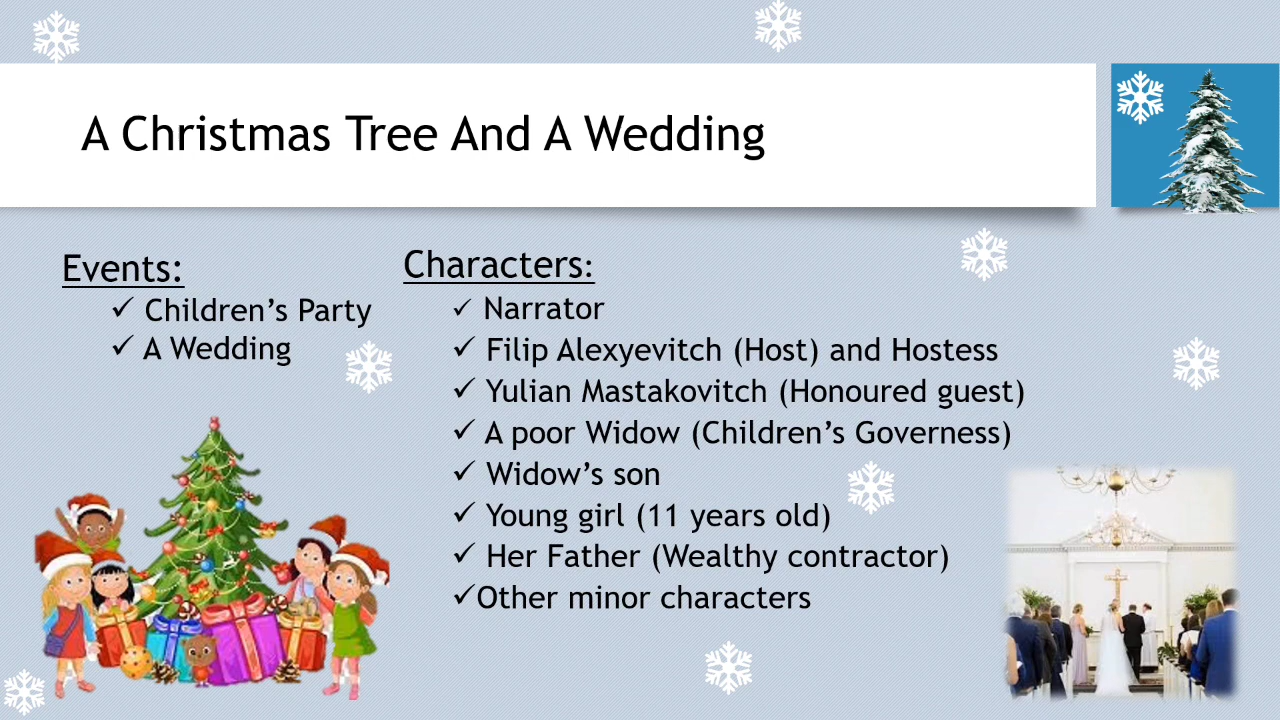 A Christmas Tree And A Wedding
Events:
✓ Children’s Party
✓ A Wedding
Characters:
✓ Narrator
✓ Filip Alexyevitch (Host) and Hostess
✓ Yulian Mastakovitch (Honoured guest)
✓ A poor Widow (Children’s Governess)
✓ Widow’s son
✓ Young girl (11 years old)
✓ Her Father (Wealthy contractor)
✓Other minor characters